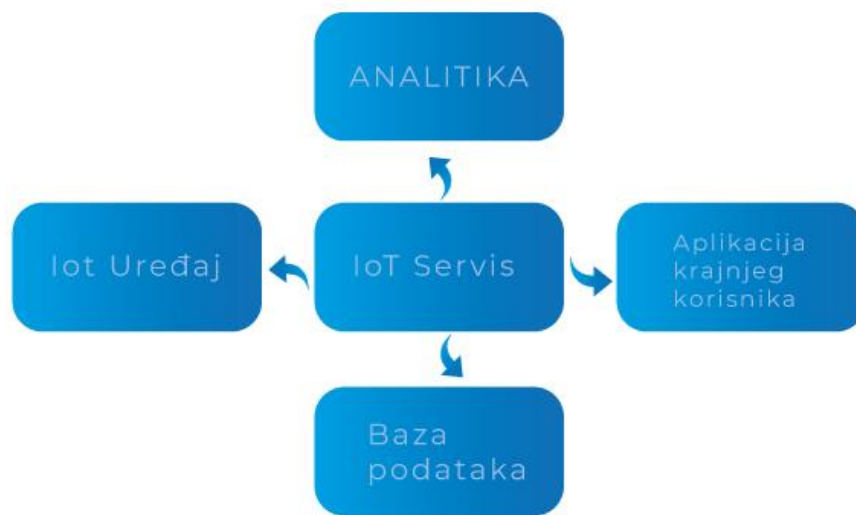 ANALITIKA
Iot Uređaj
IoT Servis
Aplikacija
krajnjeg
korisnika
Baza
podataka